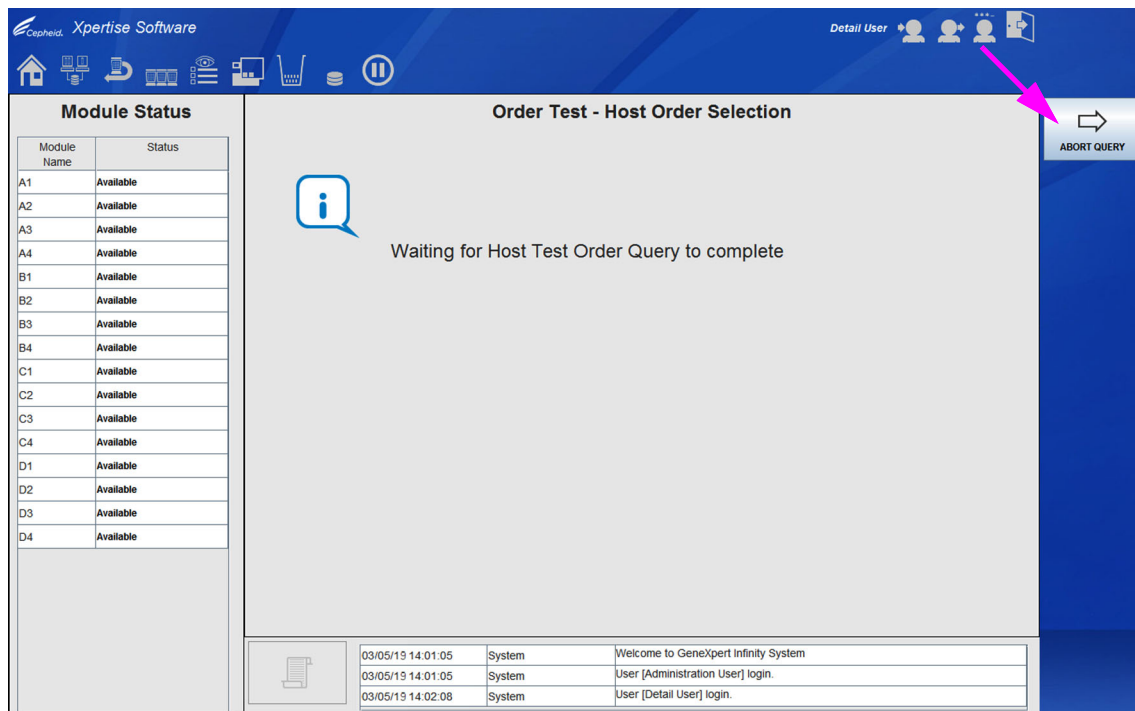 Cepheid. Xpertise Software
Detail User
Module Status
Module Name Status
A1 Available
A2 Available
A3 Available
A4 Available
B1 Available
B2 Available
B3 Available
B4 Available
C1 Available
C2 Available
C3 Available
C4 Available
D1 Available
D2 Available
D3 Available
D4 Available
Order Test - Host Order Selection
i
Waiting for Host Test Order Query to complete
ABORT QUERY
03/05/19 14:01:05 System Welcome to GeneXpert Infinity System
03/05/19 14:01:05 System User [Administration User] login.
03/05/19 14:02:08 System User [Detail User] login.